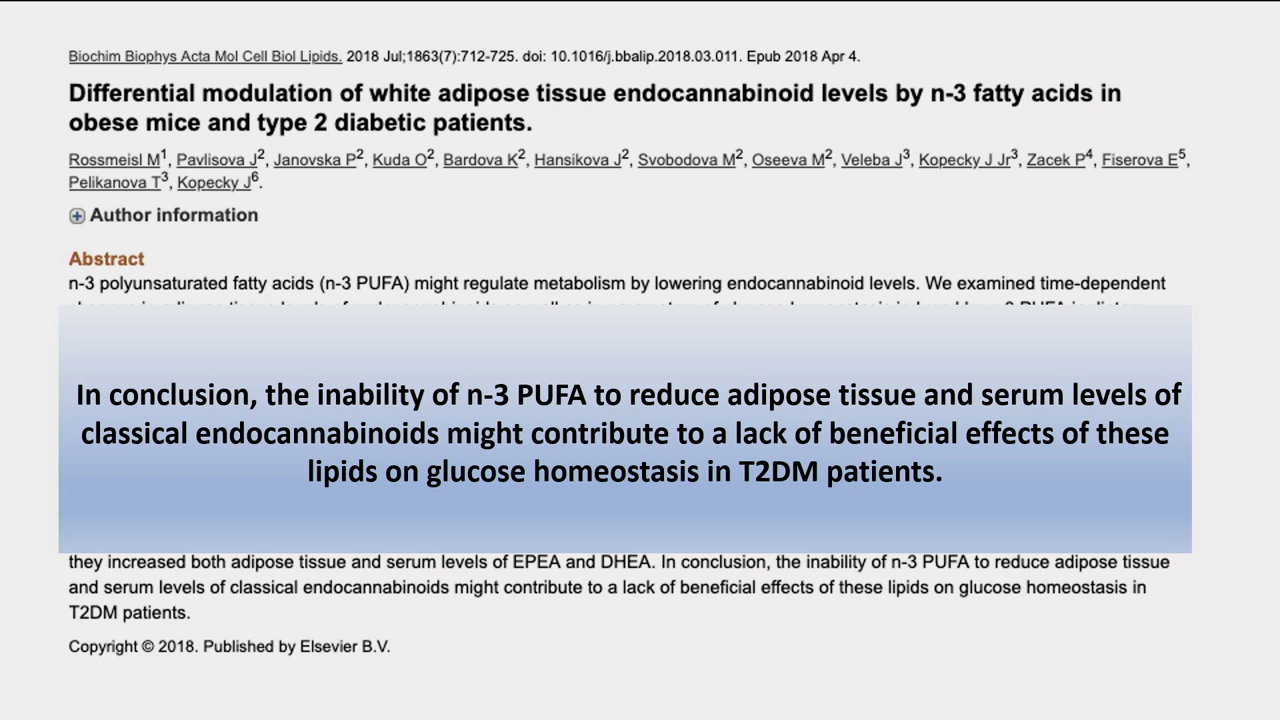 Biochim Biophys Acta Mol Cell Biol Lipids. 2018 Jul;1863(7):712-725. doi: 10.1016/j.bbalip.2018.03.011. Epub 2018 Apr 4.
Differential modulation of white adipose tissue endocannabinoid levels by n-3 fatty acids in
obese mice and type 2 diabetic patients.
Rossmeisl M1, Pavlisova J2, Janovska P2, Kuda O2, Bardova K2, Hansikova J2, Svobodova M2, Oseeva M2, Veleba J3, Kopecky J Jr3, Zacek P4, Fiserova E5,
Pelikanova T3, Kopecky J6.
Author information
Abstract
n-3 polyunsaturated fatty acids (n-3 PUFA) might regulate metabolism by lowering endocannabinoid levels. We examined time-dependent
In conclusion, the inability of n-3 PUFA to reduce adipose tissue and serum levels of
classical endocannabinoids might contribute to a lack of beneficial effects of these
lipids on glucose homeostasis in T2DM patients.
they increased both adipose tissue and serum levels of EPEA and DHEA. In conclusion, the inability of n-3 PUFA to reduce adipose tissue
and serum levels of classical endocannabinoids might contribute to a lack of beneficial effects of these lipids on glucose homeostasis in
T2DM patients.
Copyright © 2018. Published by Elsevier B.V.